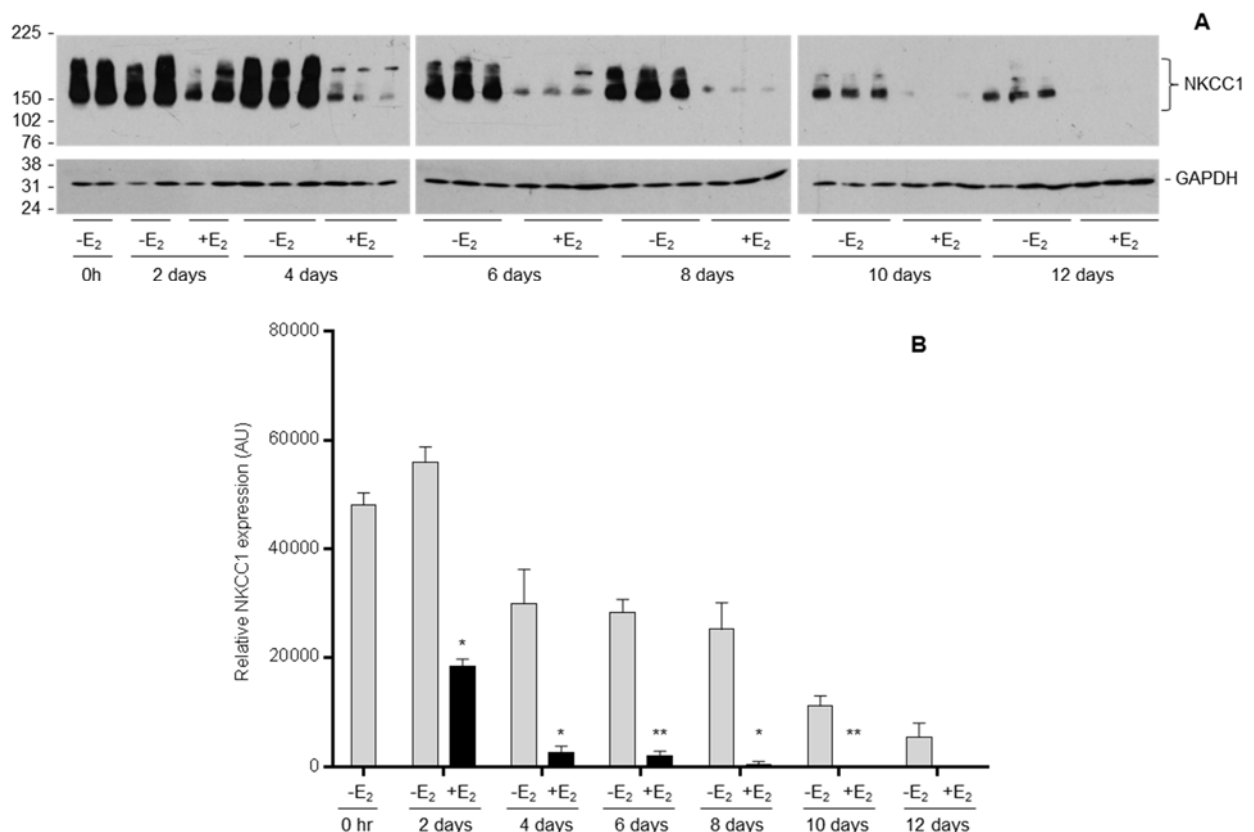 A
225 -
150 -
102 -
76 -
NKCC1
38 -
31 -
24 -
- GAPDH
-E₂ -E₂ +E₂ -E₂ +E₂ -E₂ +E₂ -E₂ +E₂ -E₂ +E₂ -E₂ +E₂
0h 2 days 4 days 6 days 8 days 10 days 12 days
B
Relative NKCC1 expression (AU)
80000
60000
40000
20000
0
* * ** * **
-E₂ -E₂ +E₂ -E₂ +E₂ -E₂ +E₂ -E₂ +E₂ -E₂ +E₂ -E₂ +E₂
0 hr 2 days 4 days 6 days 8 days 10 days 12 days